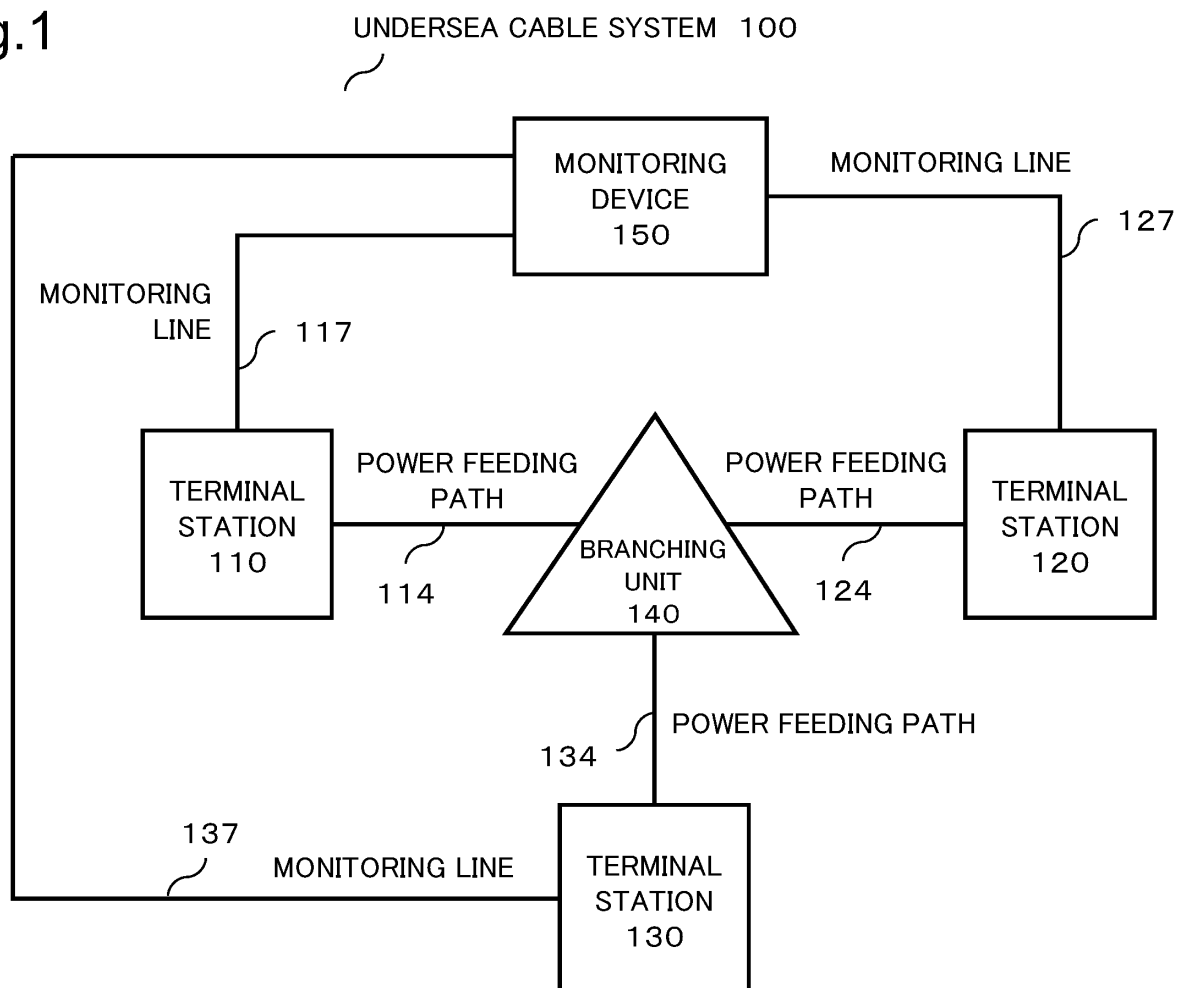 g.1
UNDERSEA CABLE SYSTEM 100
MONITORING
DEVICE
150
MONITORING LINE
127
MONITORING
LINE
117
TERMINAL
STATION
110
POWER FEEDING
PATH
114
BRANCHING
UNIT
140
POWER FEEDING
PATH
124
TERMINAL
STATION
120
134
POWER FEEDING PATH
137
MONITORING LINE
TERMINAL
STATION
130